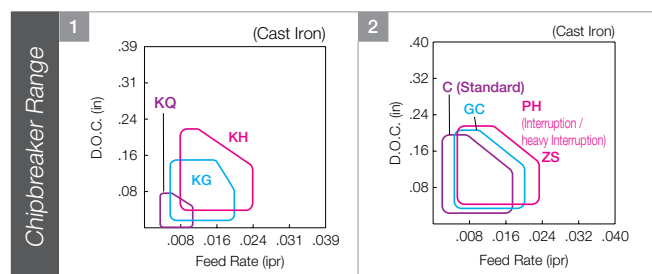 Chipbreaker Range
1
(Cast Iron)
.39
.31
.24
.16
.08
D.O.C. (in)
KQ
KH
KG
.008 .016 .024 .031 .039
Feed Rate (ipr)
2
(Cast Iron)
.40
.32
.24
.16
.08
D.O.C. (in)
C (Standard)
GC
PH
(Interruption /
heavy Interruption)
ZS
.008 .016 .024 .032 .040
Feed Rate (ipr)